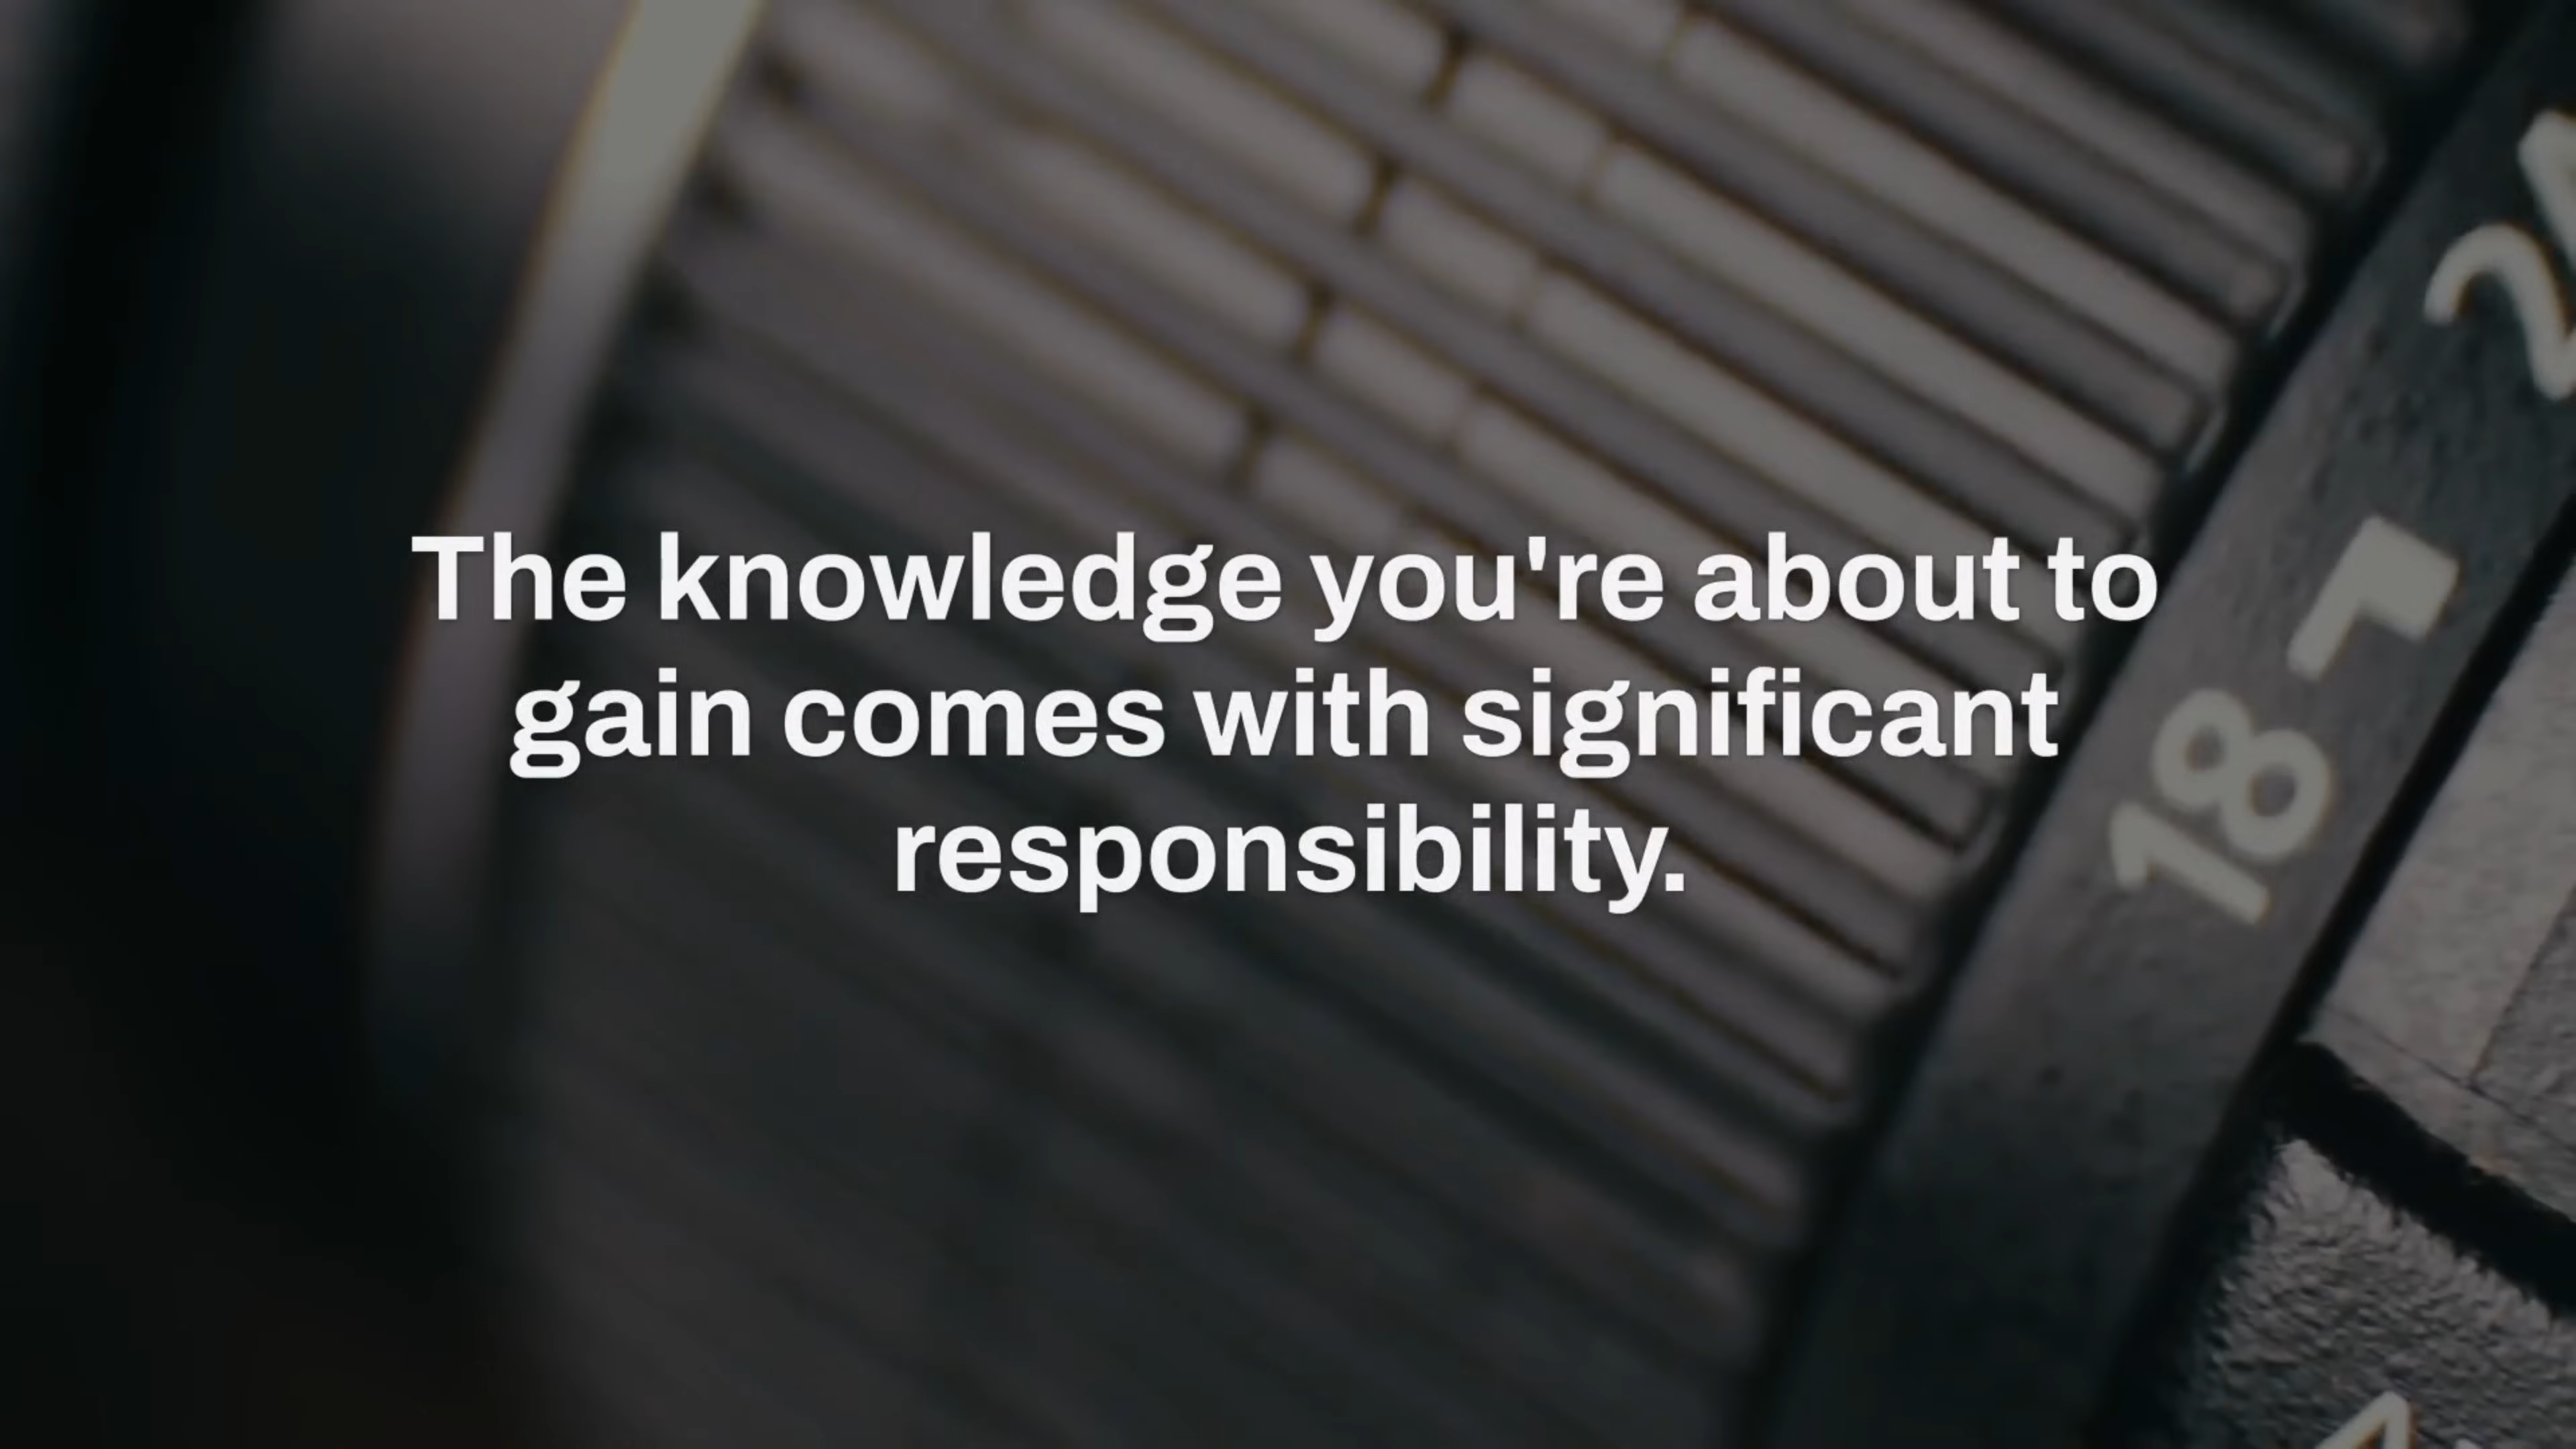 The knowledge you're about to
gain comes with significant
responsibility.
18